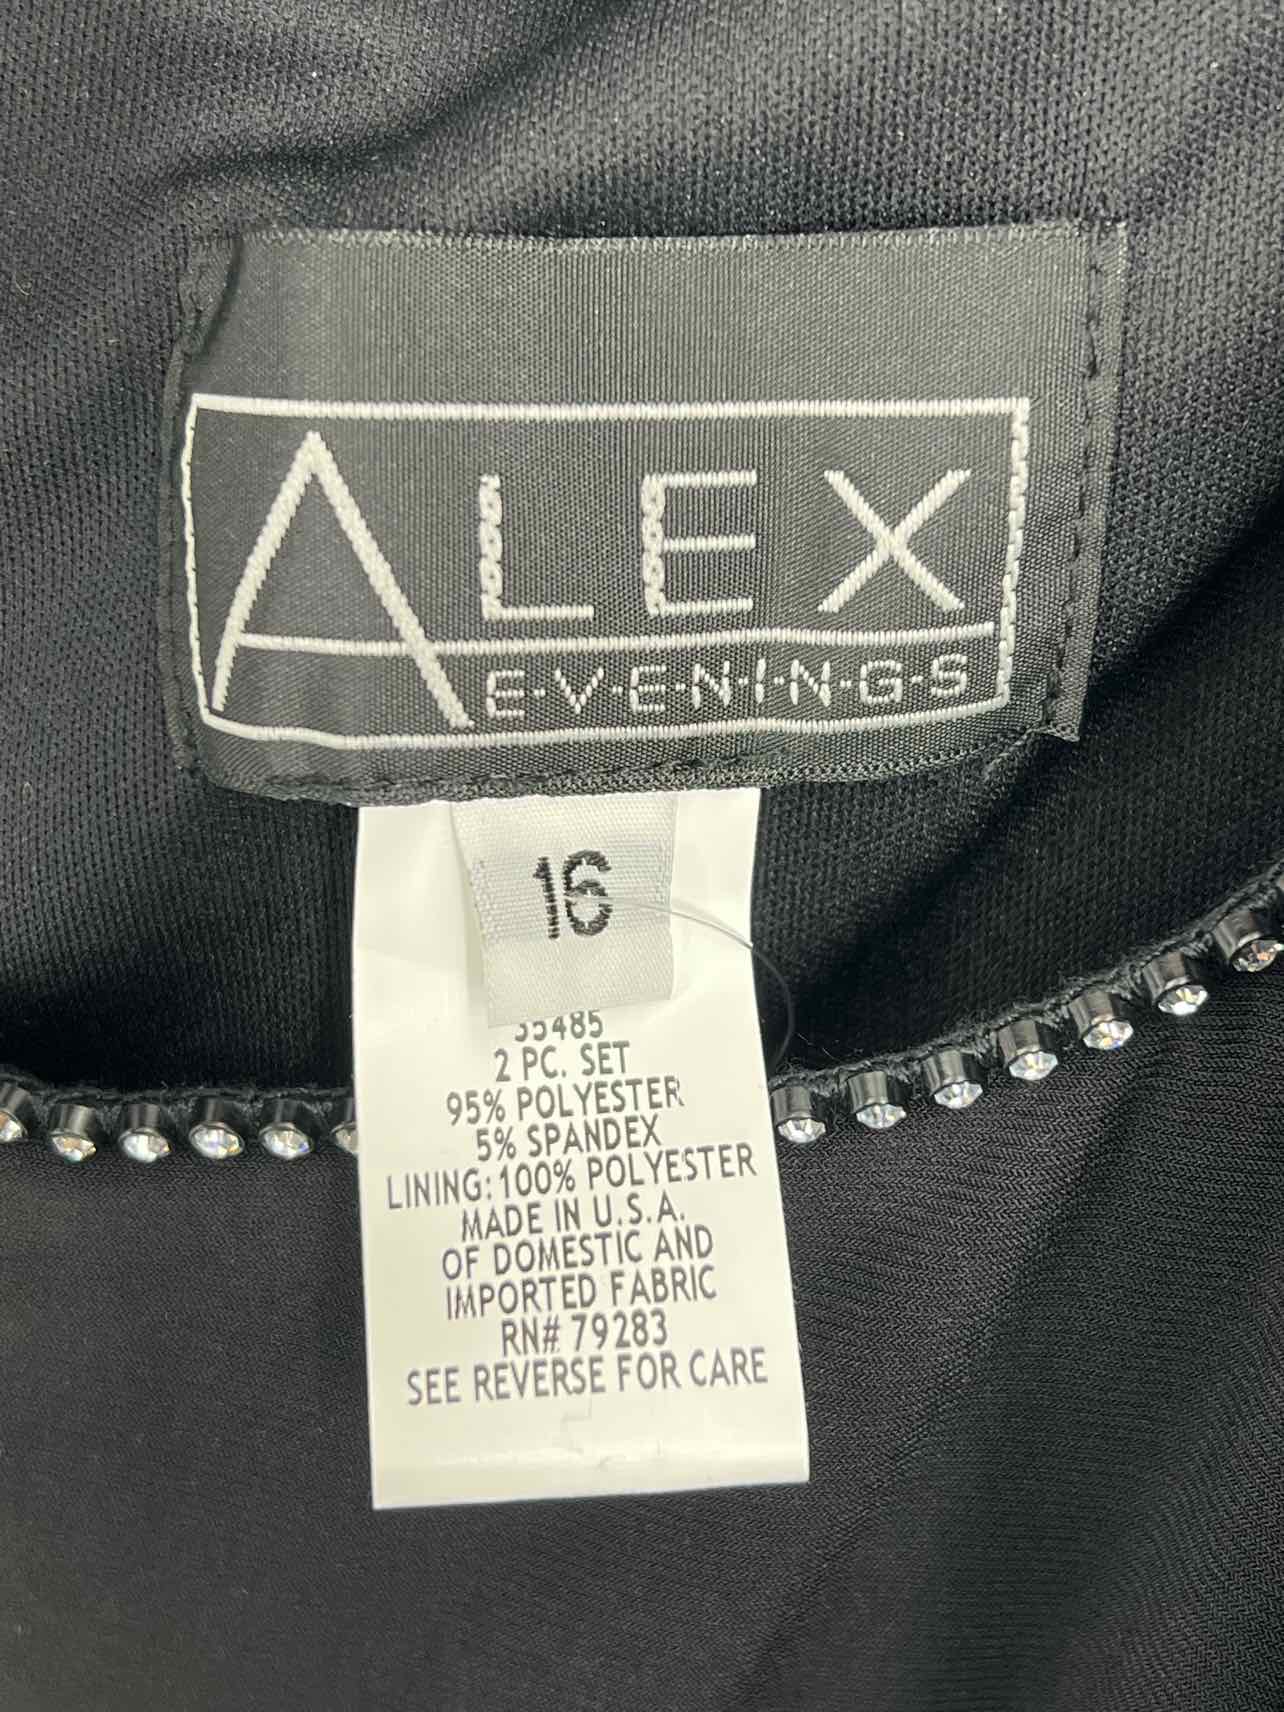 ALEX
E·V·E·N·I·N·G·S
16
35485
2 PC. SET
95% POLYESTER
5% SPANDEX
LINING: 100% POLYESTER
MADE IN U.S.A.
OF DOMESTIC AND
IMPORTED FABRIC
RN# 79283
SEE REVERSE FOR CARE